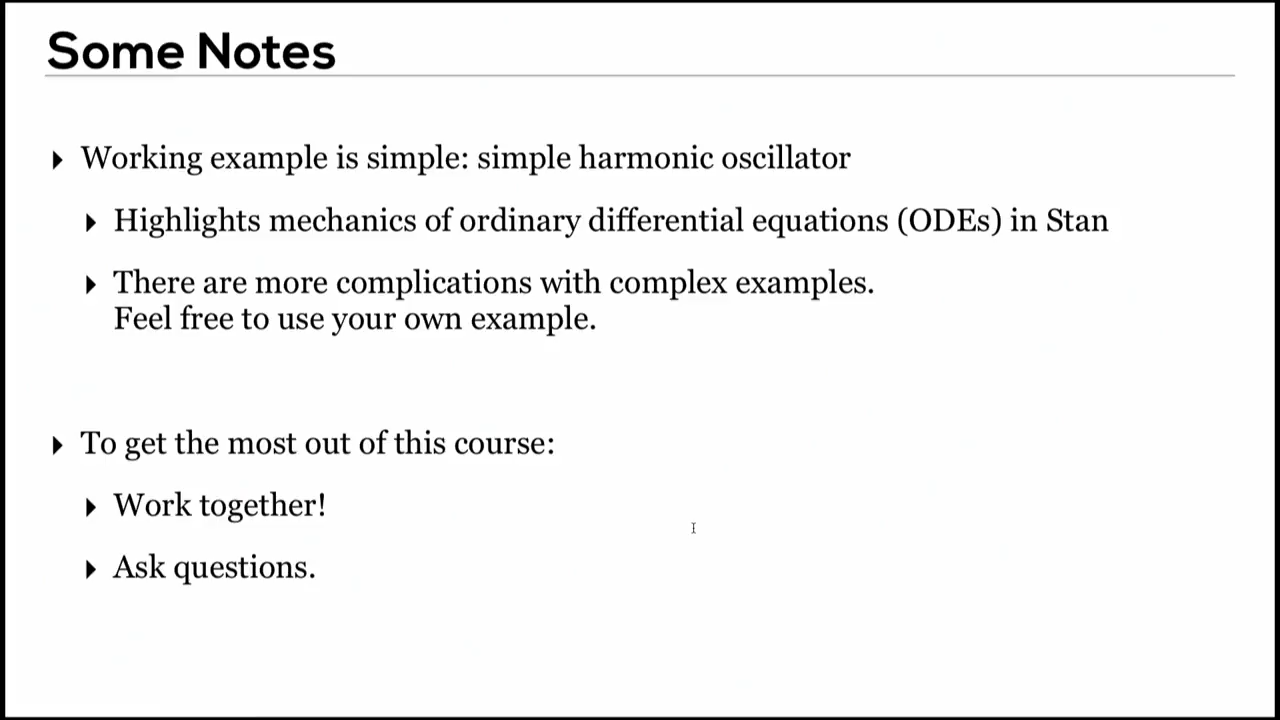 Some Notes
Working example is simple: simple harmonic oscillator
Highlights mechanics of ordinary differential equations (ODEs) in Stan
There are more complications with complex examples.
Feel free to use your own example.
To get the most out of this course:
Work together!
Ask questions.